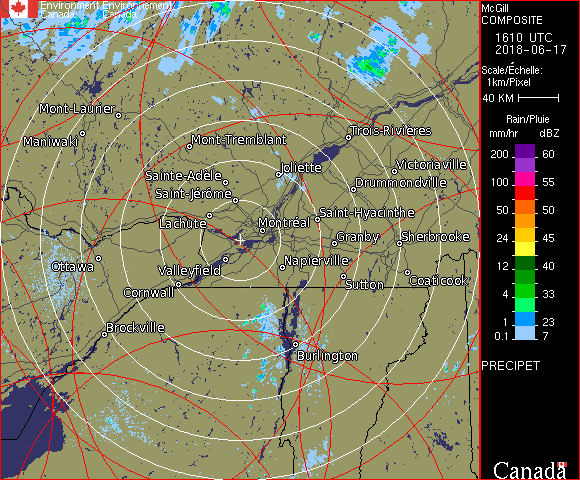 Environment Environnement
Canada Canada
McGill
COMPOSITE
1610 UTC
2018-06-17
Scale/Échelle:
1km/Pixel
40 KM
Rain/Pluie
mm/hr dBZ
200 60
100 55
50 50
24 45
12 40
4 33
1 23
0.1 7
PRECIPET
Canada
Mont-Laurier
Maniwaki
Mont-Tremblant
Trois-Rivières
Sainte-Adèle
Joliette
Victoriaville
Saint-Jérôme
Drummondville
Lachute
Montréal
Saint-Hyacinthe
Granby
Sherbrooke
Ottawa
Valleyfield
Napierville
Cornwall
Sutton
Coaticook
Brockville
Burlington